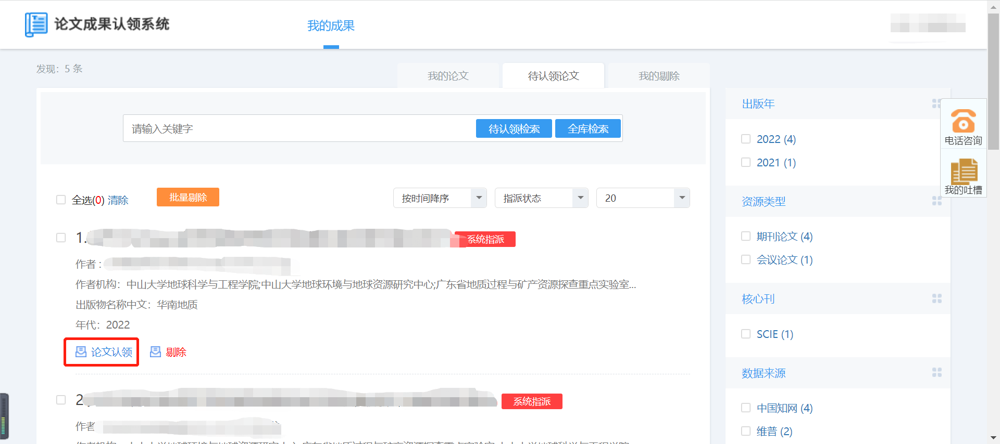 论文成果认领系统
我的成果
发现：5 条
我的论文
待认领论文
我的剔除
请输入关键字
待认领检索
全库检索
全选(0) 清除
批量剔除
按时间降序
指派状态
20
1.
系统指派
作者：
作者机构：中山大学地球科学与工程学院;中山大学地球环境与地球资源研究中心;广东省地质过程与矿产资源探查重点实验室...
出版物名称中文：华南地质
年代：2022
论文认领
剔除
2
系统指派
作者
出版年
2022 (4)
2021 (1)
资源类型
期刊论文 (4)
会议论文 (1)
核心刊
SCIE (1)
数据来源
中国知网 (4)
维普 (2)
电话咨询
我的吐槽